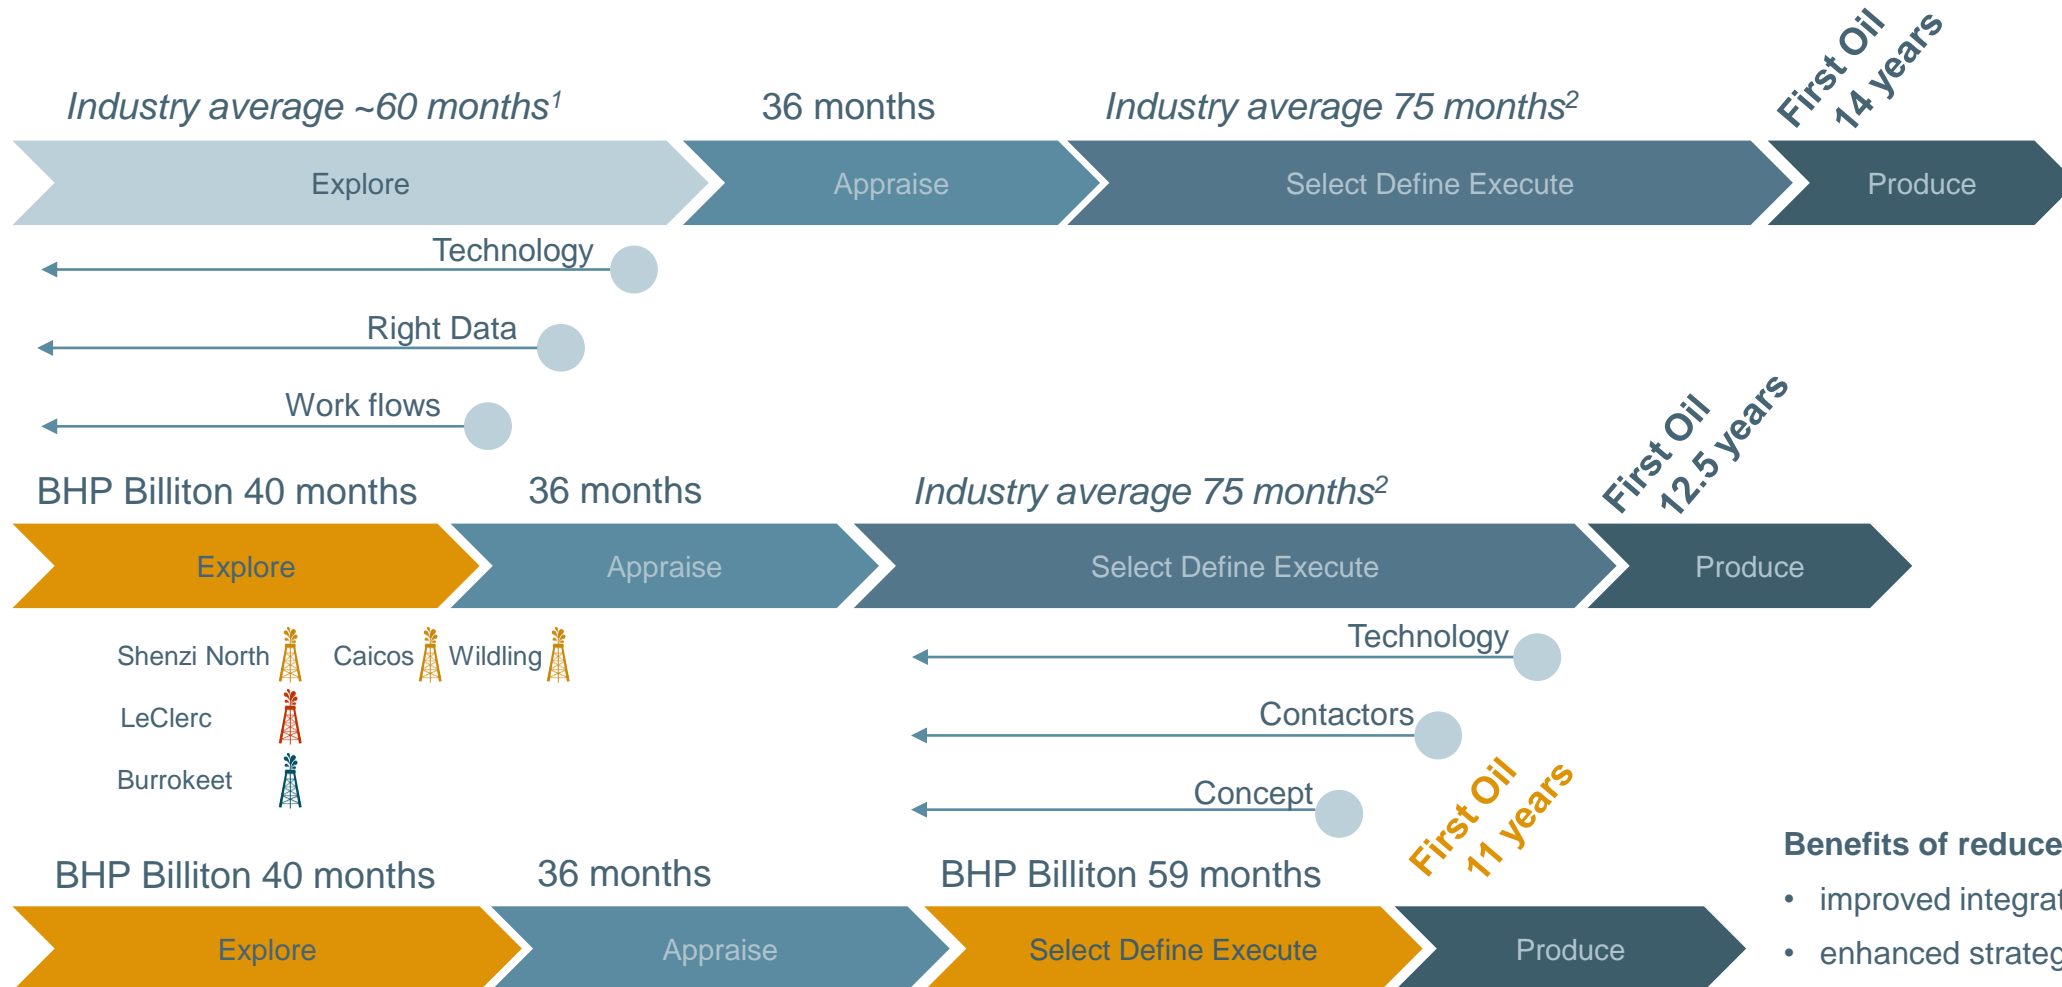 First Oil
14 years
Industry average ~60 months1
36 months
Industry average 75 months2
Explore
Appraise
Select Define Execute
Produce
Technology
Right Data
Work flows
First Oil
12.5 years
BHP Billiton 40 months
36 months
Industry average 75 months2
Explore
Appraise
Select Define Execute
Produce
Shenzi North
Caicos
Wildling
LeClerc
Burrokeet
Technology
Contactors
Concept
First Oil
11 years
BHP Billiton 40 months
36 months
BHP Billiton 59 months
Explore
Appraise
Select Define Execute
Produce
Benefits of reduce
• improved integrat
• enhanced strateg